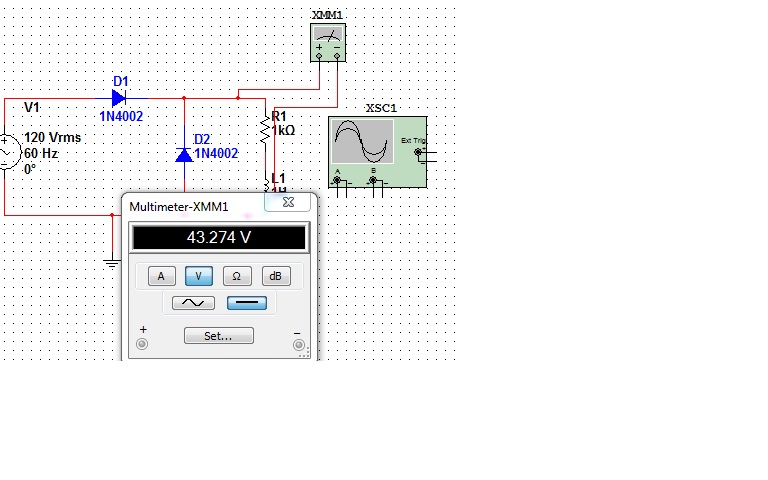 XMM1
+ −
D1
1N4002
V1
XSC1
R1
1kΩ
Ext Trig
+
120 Vrms
60 Hz
0°
D2
1N4002
A B
L1
1H
Multimeter-XMM1
43.274 V
A V Ω dB
+ −
Set...